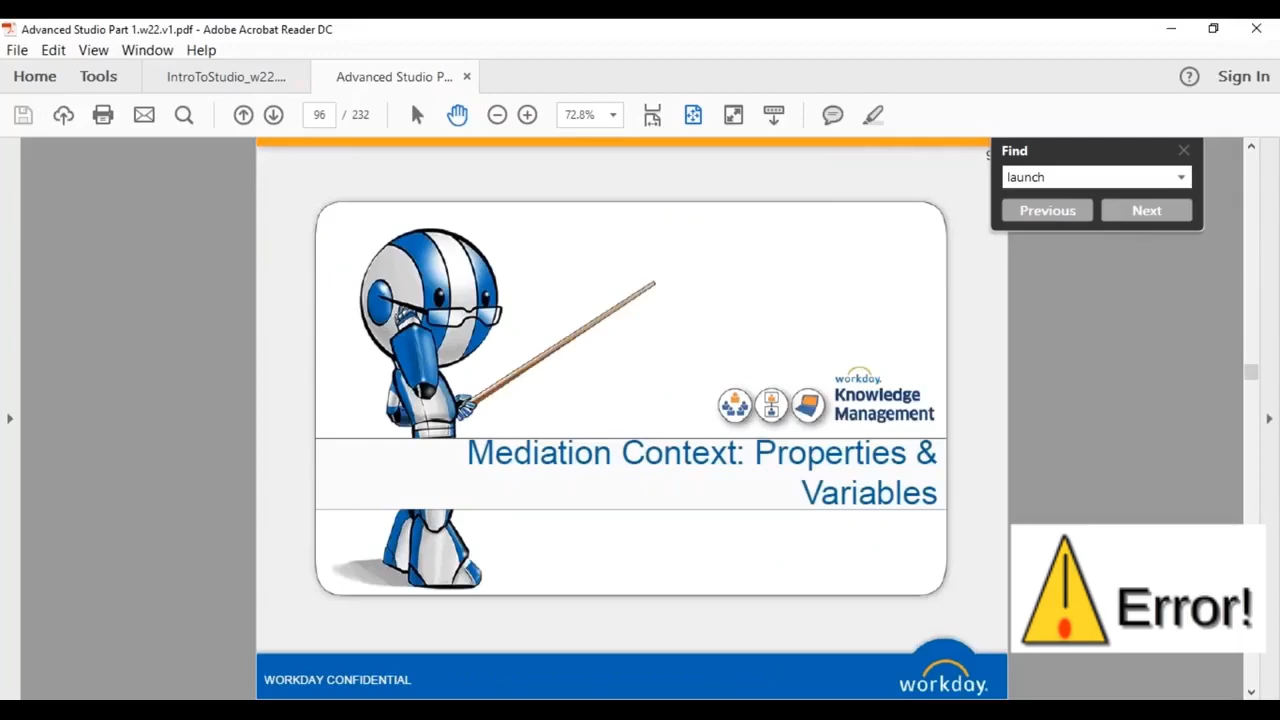 Advanced Studio Part 1.w22.v1.pdf - Adobe Acrobat Reader DC
File Edit View Window Help
Home Tools IntroToStudio_w22.... Advanced Studio P... Sign In
96 / 232 72.8%
Find
launch
Previous Next
workday.
Knowledge
Management
Mediation Context: Properties &
Variables
Error!
WORKDAY CONFIDENTIAL
workday.